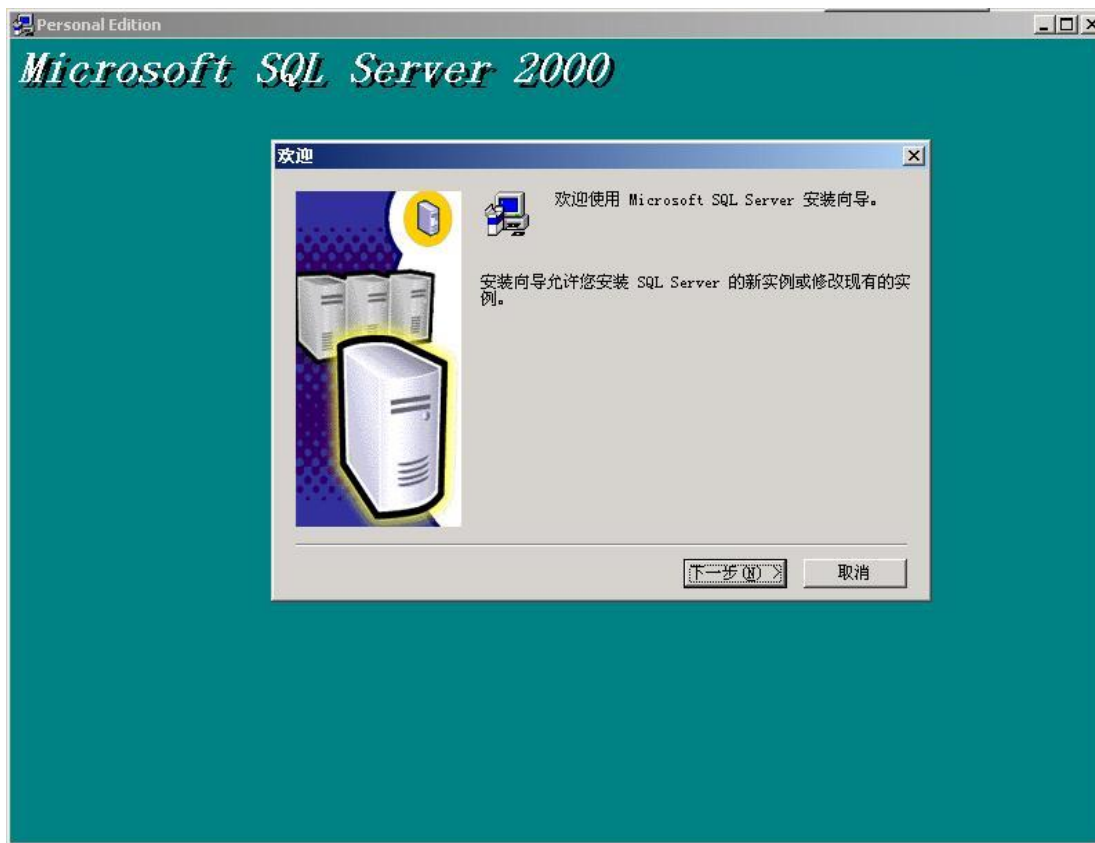 Personal Edition
Microsoft SQL Server 2000
欢迎
欢迎使用 Microsoft SQL Server 安装向导。
安装向导允许您安装 SQL Server 的新实例或修改现有的实
例。
下一步(N) >
取消